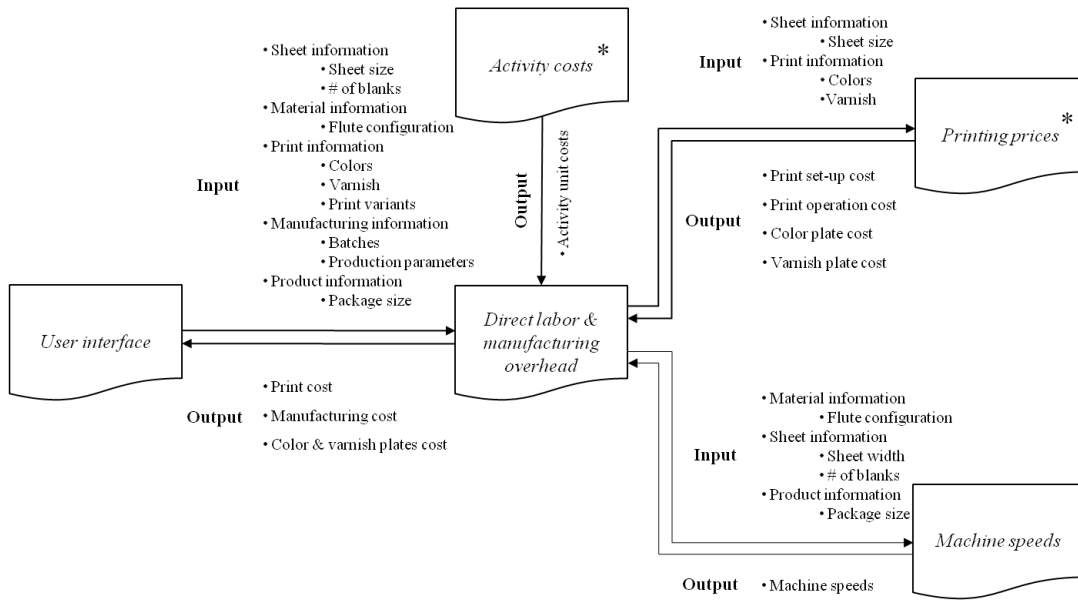 • Sheet information
• Sheet size
• # of blanks
• Material information
• Flute configuration
• Print information
• Colors
• Varnish
• Print variants
• Manufacturing information
• Batches
• Production parameters
• Product information
• Package size
Input
Activity costs *
Output
• Activity unit costs
Input
• Sheet information
• Sheet size
• Print information
• Colors
• Varnish
Printing prices *
Output
• Print set-up cost
• Print operation cost
• Color plate cost
• Varnish plate cost
User interface
Direct labor &
manufacturing
overhead
Output
• Print cost
• Manufacturing cost
• Color & varnish plates cost
Input
• Material information
• Flute configuration
• Sheet information
• Sheet width
• # of blanks
• Product information
• Package size
Machine speeds
Output
• Machine speeds